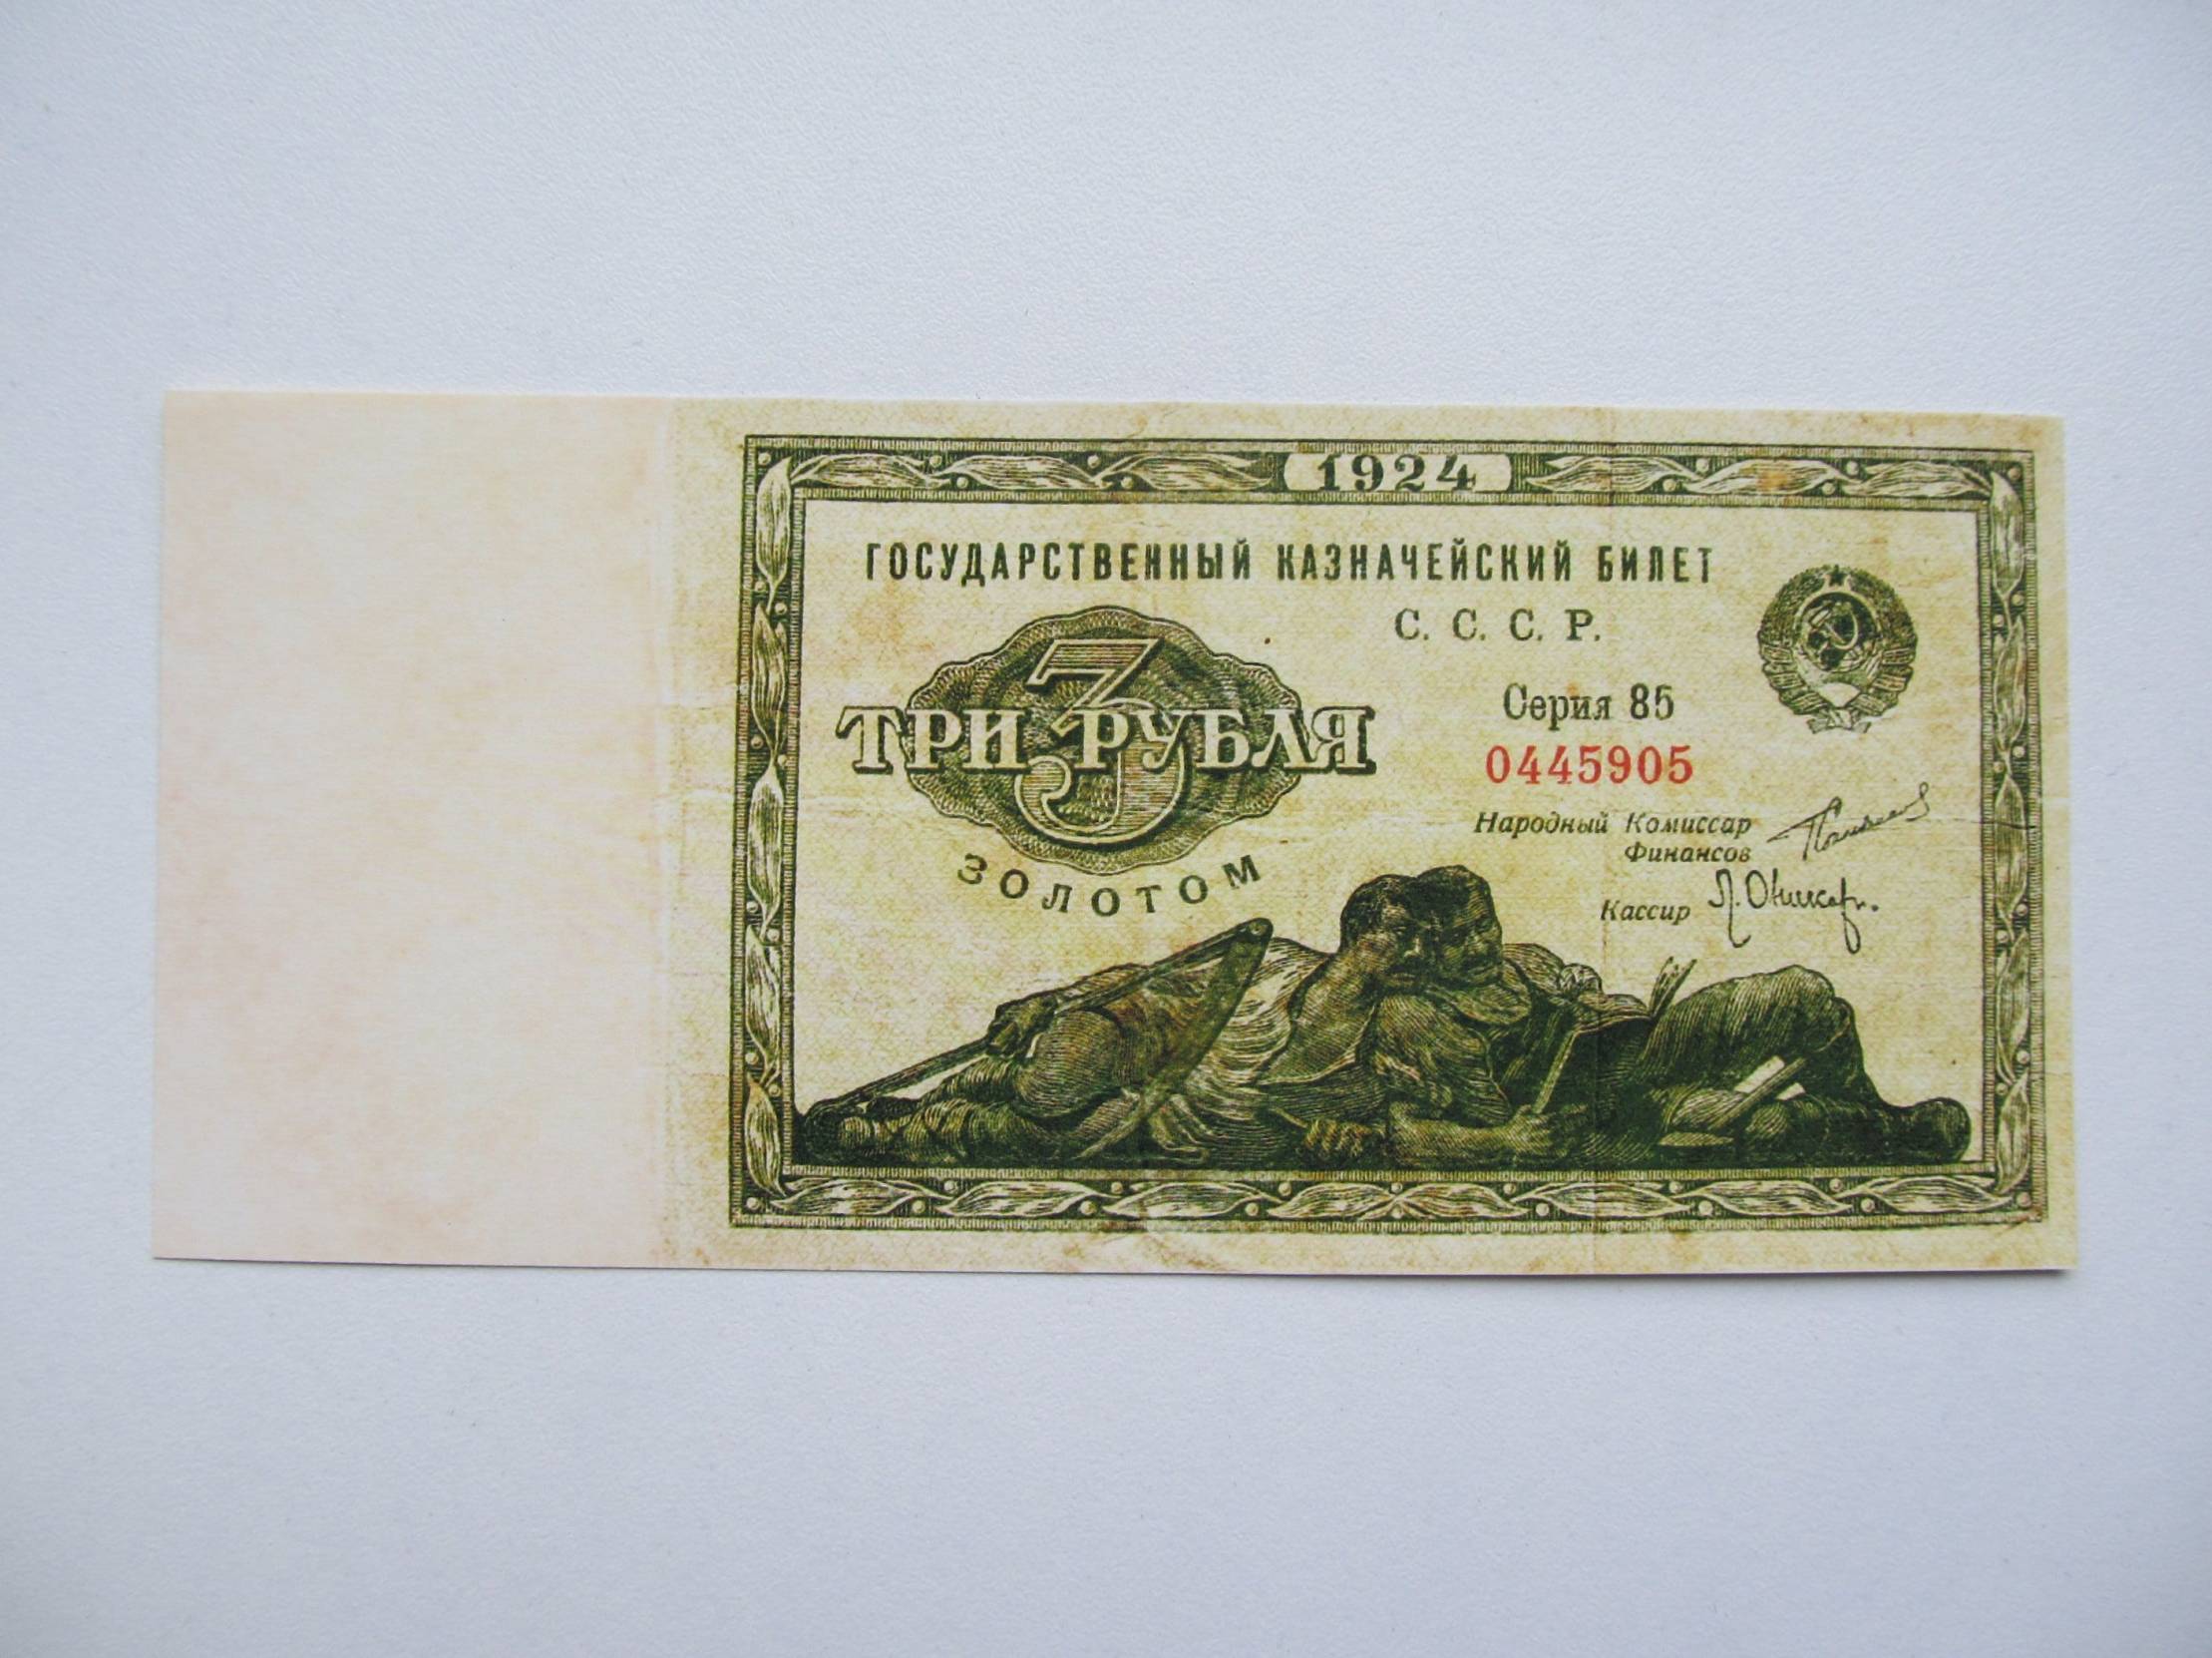 1924
ГОСУДАРСТВЕННЫЙ КАЗНАЧЕЙСКИЙ БИЛЕТ
С. С. С. Р.
3
ТРИ РУБЛЯ
ЗОЛОТОМ
Серия 85
0445905
Народный Комиссар
Финансов
Кассир